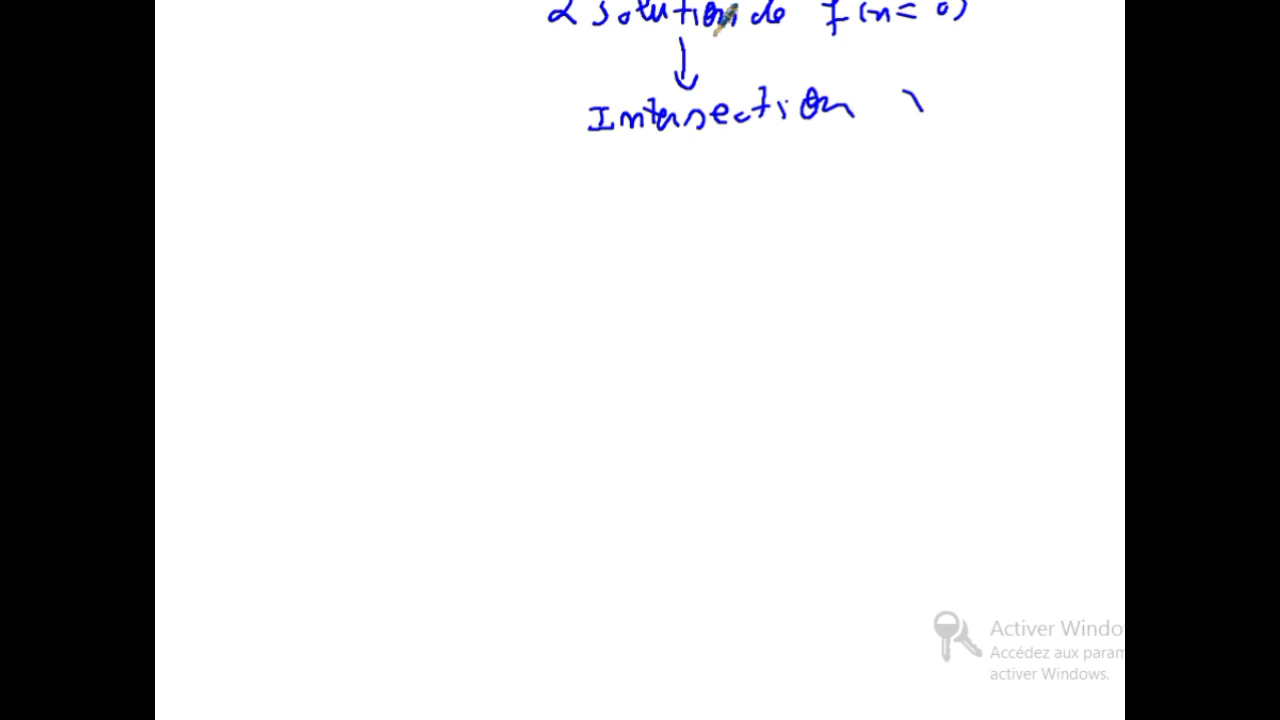 α solution de f(x= 0)
↓
Intersection
Activer Windo
Accédez aux param
activer Windows.